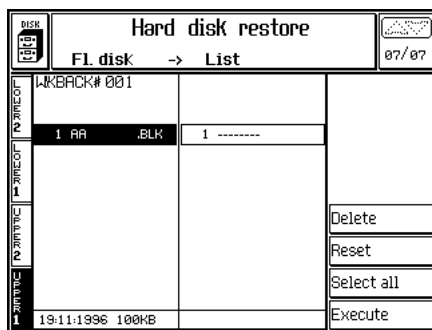 DISK
Hard disk restore
Fl. disk -> List
07/07
WKBACK#001
1 AA .BLK
1 --------
LOWER 2
LOWER 1
UPPER 2
UPPER 1
Delete
Reset
Select all
Execute
19:11:1996 100KB